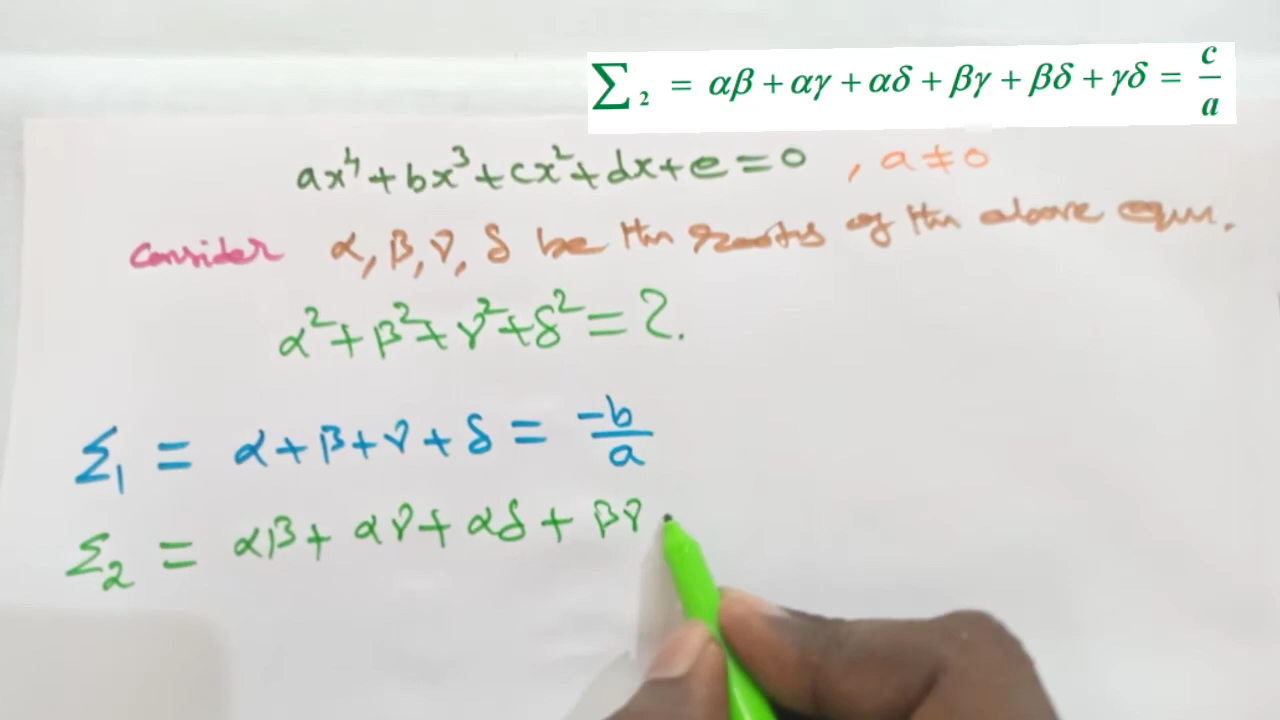 ∑₂ = αβ + αγ + αδ + βγ + βδ + γδ = c/a
ax⁴+bx³+cx²+dx+e=0 , a≠0
Consider α, β, γ, δ be the roots of the above equn.
α²+β²+γ²+δ²=?.
Σ₁ = α+β+γ+δ = -b/a
Σ₂ = αβ+ αγ+ αδ+ βγ